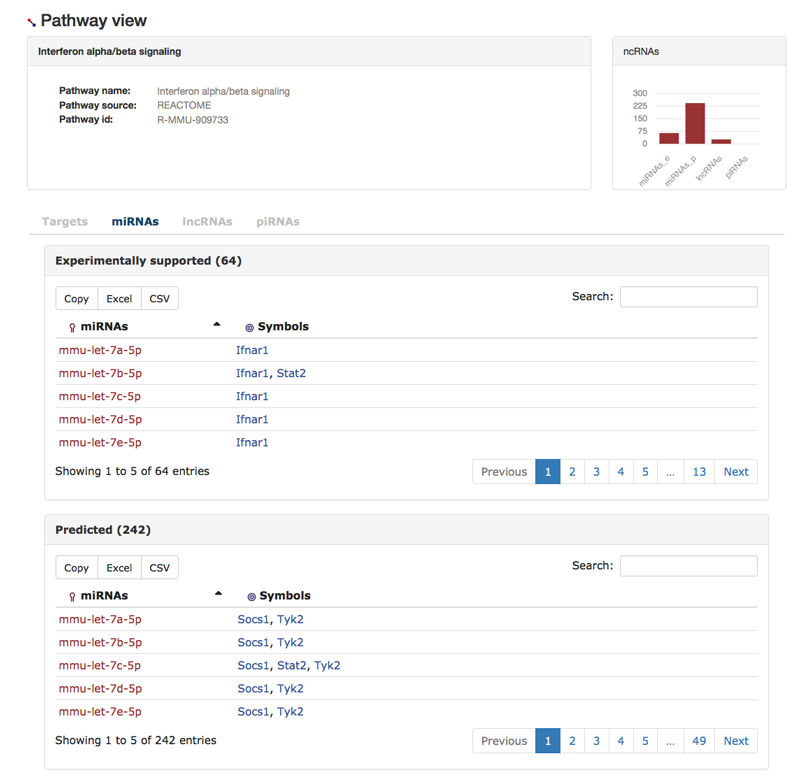 Pathway view
Interferon alpha/beta signaling
Pathway name: Interferon alpha/beta signaling
Pathway source: REACTOME
Pathway id: R-MMU-909733
ncRNAs
300
225
150
75
0
miRNAs_e
miRNAs_p
lncRNAs
piRNAs
Targets miRNAs lncRNAs piRNAs
Experimentally supported (64)
Copy Excel CSV Search:
miRNAs Symbols
mmu-let-7a-5p Ifnar1
mmu-let-7b-5p Ifnar1, Stat2
mmu-let-7c-5p Ifnar1
mmu-let-7d-5p Ifnar1
mmu-let-7e-5p Ifnar1
Showing 1 to 5 of 64 entries Previous 1 2 3 4 5 ... 13 Next
Predicted (242)
Copy Excel CSV Search:
miRNAs Symbols
mmu-let-7a-5p Socs1, Tyk2
mmu-let-7b-5p Socs1, Tyk2
mmu-let-7c-5p Socs1, Stat2, Tyk2
mmu-let-7d-5p Socs1, Tyk2
mmu-let-7e-5p Socs1, Tyk2
Showing 1 to 5 of 242 entries Previous 1 2 3 4 5 ... 49 Next